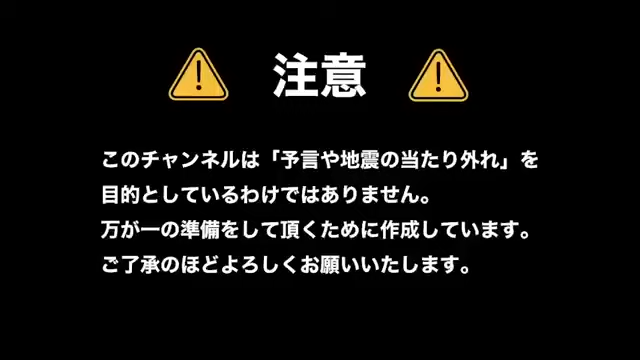 注意
このチャンネルは「予言や地震の当たり外れ」を
目的としているわけではありません。
万が一の準備をして頂くために作成しています。
ご了承のほどよろしくお願いいたします。